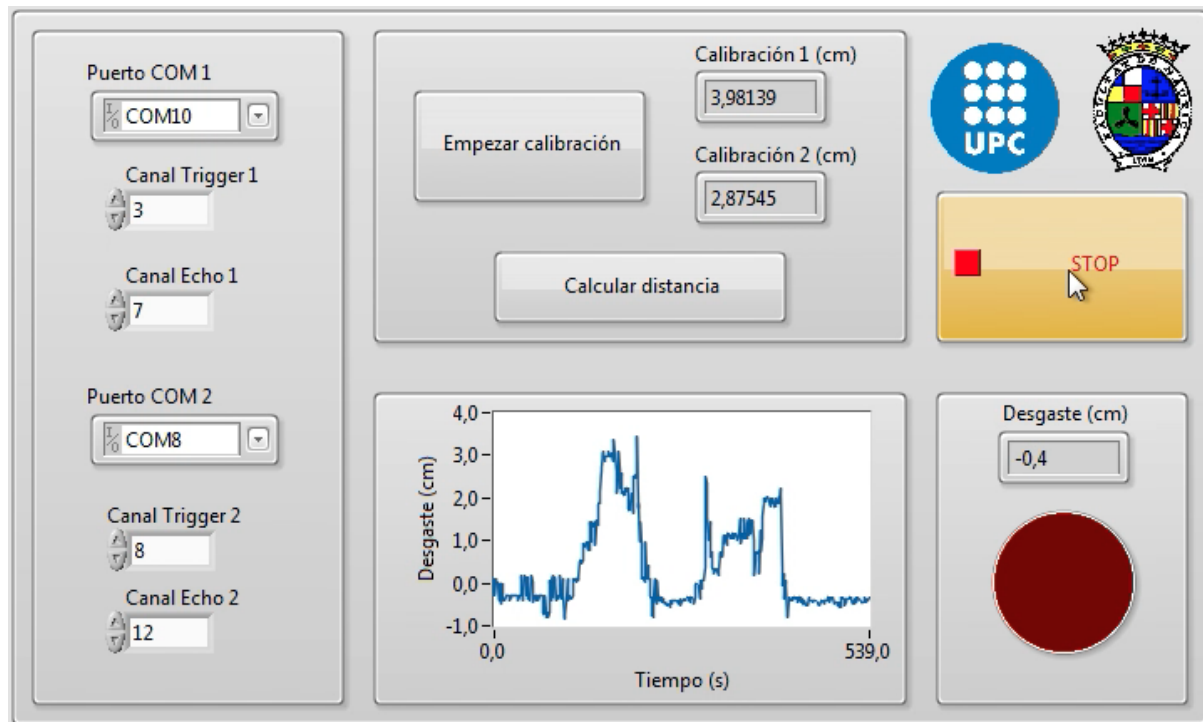 Puerto COM 1
I/O COM10
Canal Trigger 1
3
Canal Echo 1
7
Puerto COM 2
I/O COM8
Canal Trigger 2
8
Canal Echo 2
12
Empezar calibración
Calibración 1 (cm)
3,98139
Calibración 2 (cm)
2,87545
Calcular distancia
UPC
STOP
Desgaste (cm)
4,0
3,0
2,0
1,0
0,0
-1,0
0,0
539,0
Tiempo (s)
Desgaste (cm)
-0,4